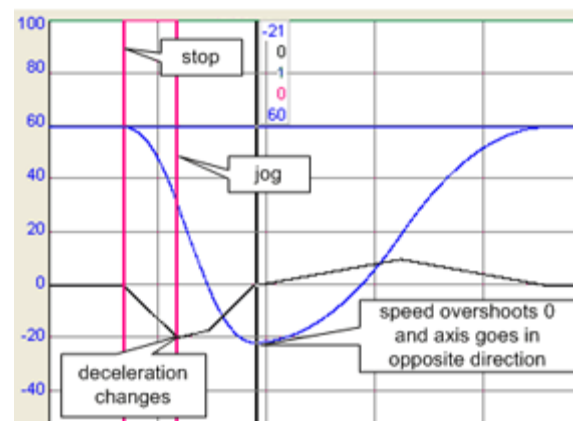 100
80
60
40
20
0
-20
-40
-21
0
1
0
60
stop
jog
speed overshoots 0
and axis goes in
opposite direction
deceleration
changes